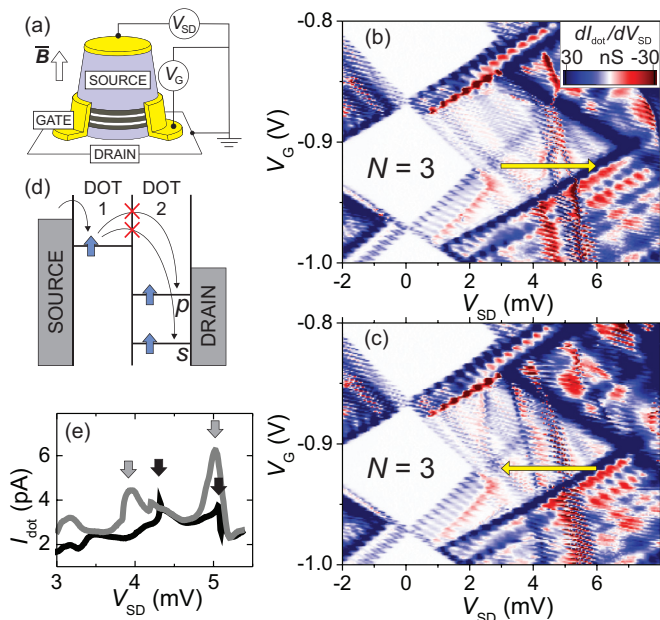 (a)
B
V_SD
V_G
SOURCE
GATE
DRAIN
(b)
dI_dot/dV_SD
30 nS -30
V_G (V)
-0.8
-0.9
-1.0
N = 3
-2 0 2 4 6
V_SD (mV)
(c)
V_G (V)
-0.8
-0.9
-1.0
N = 3
-2 0 2 4 6
V_SD (mV)
(d)
DOT DOT
1 2
SOURCE
DRAIN
p
s
(e)
I_dot (pA)
6
4
2
3 4 5
V_SD (mV)